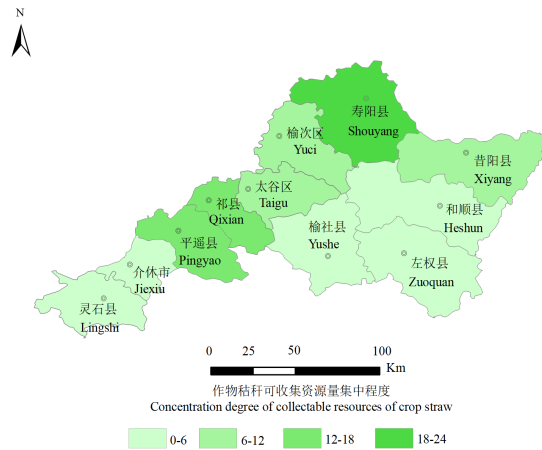 N
寿阳县
Shouyang
榆次区
Yuci
昔阳县
Xiyang
太谷区
Taigu
祁县
Qixian
和顺县
Heshun
榆社县
Yushe
平遥县
Pingyao
左权县
Zuoquan
介休市
Jiexiu
灵石县
Lingshi
0 25 50 100
Km
作物秸秆可收集资源量集中程度
Concentration degree of collectable resources of crop straw
0-6 6-12 12-18 18-24